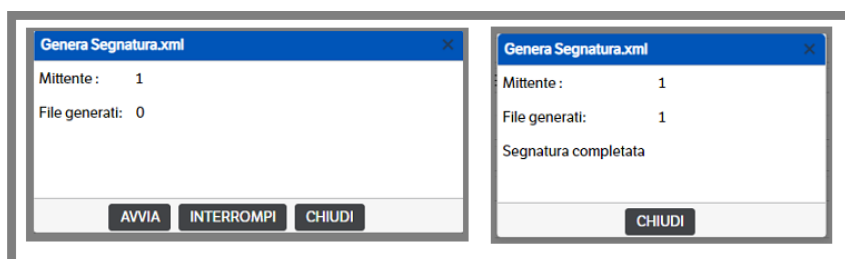 Genera Segnatura.xml
Mittente : 1
File generati: 0
AVVIA INTERROMPI CHIUDI
Genera Segnatura.xml
Mittente : 1
File generati: 1
Segnatura completata
CHIUDI